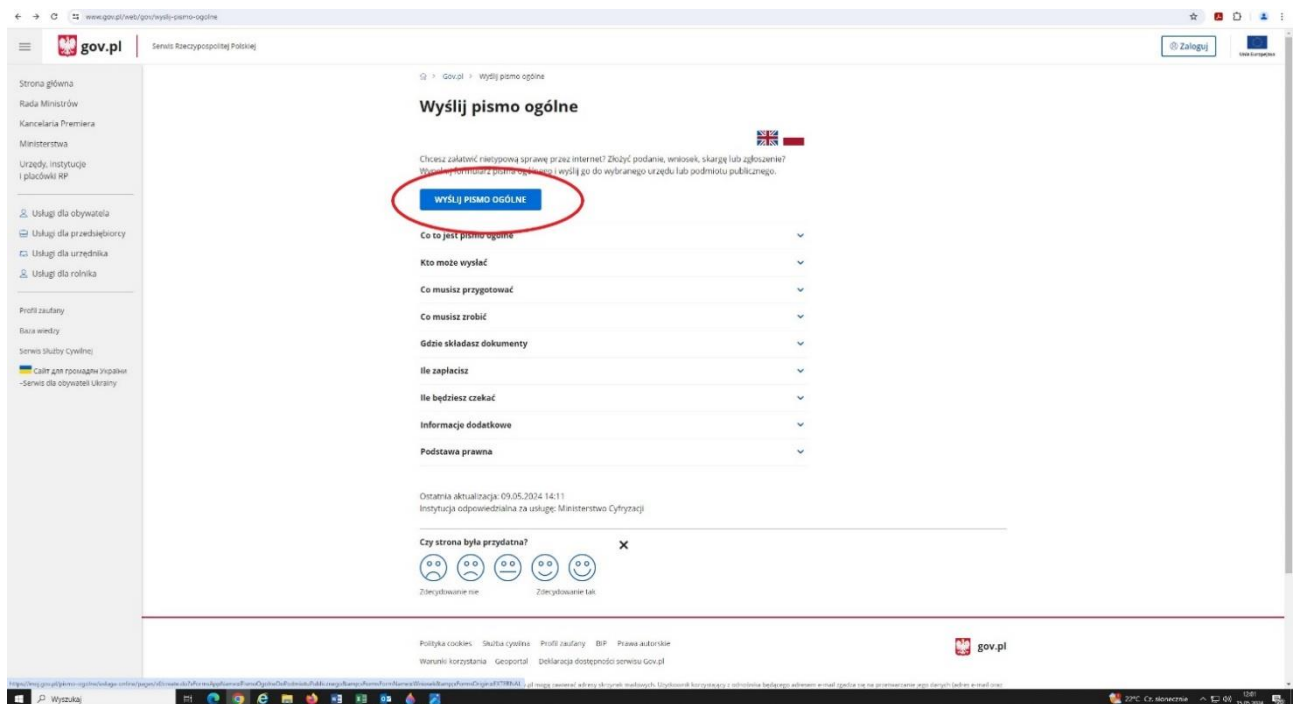 www.gov.pl/web/gov/wyslij-pismo-ogolne
gov.pl
Serwis Rzeczypospolitej Polskiej
Zaloguj
Strona główna
Rada Ministrów
Kancelaria Premiera
Ministerstwa
Urzędy, instytucje
i placówki RP
Usługi dla obywatela
Usługi dla przedsiębiorcy
Usługi dla urzędnika
Usługi dla rolnika
Profil zaufany
Baza wiedzy
Serwis Służby Cywilnej
Сайт для громадян України
-Serwis dla obywateli Ukrainy
Gov.pl Wyślij pismo ogólne
Wyślij pismo ogólne
Chcesz załatwić nietypową sprawę przez internet? Złożyć podanie, wniosek, skargę lub zgłoszenie?
Wypełnij formularz pisma ogólnego i wyślij go do wybranego urzędu lub podmiotu publicznego.
WYŚLIJ PISMO OGÓLNE
Co to jest pismo ogólne
Kto może wysłać
Co musisz przygotować
Co musisz zrobić
Gdzie składasz dokumenty
Ile zapłacisz
Ile będziesz czekać
Informacje dodatkowe
Podstawa prawna
Ostatnia aktualizacja: 09.05.2024 14:11
Instytucja odpowiedzialna za usługę: Ministerstwo Cyfryzacji
Czy strona była przydatna?
Zdecydowanie nie Zdecydowanie tak
Polityka cookies Służba cywilna Profil zaufany BIP Prawa autorskie
Warunki korzystania Geoportal Deklaracja dostępności serwisu Gov.pl
gov.pl
Wyszukaj
22°C Cz. słonecznie
12:01